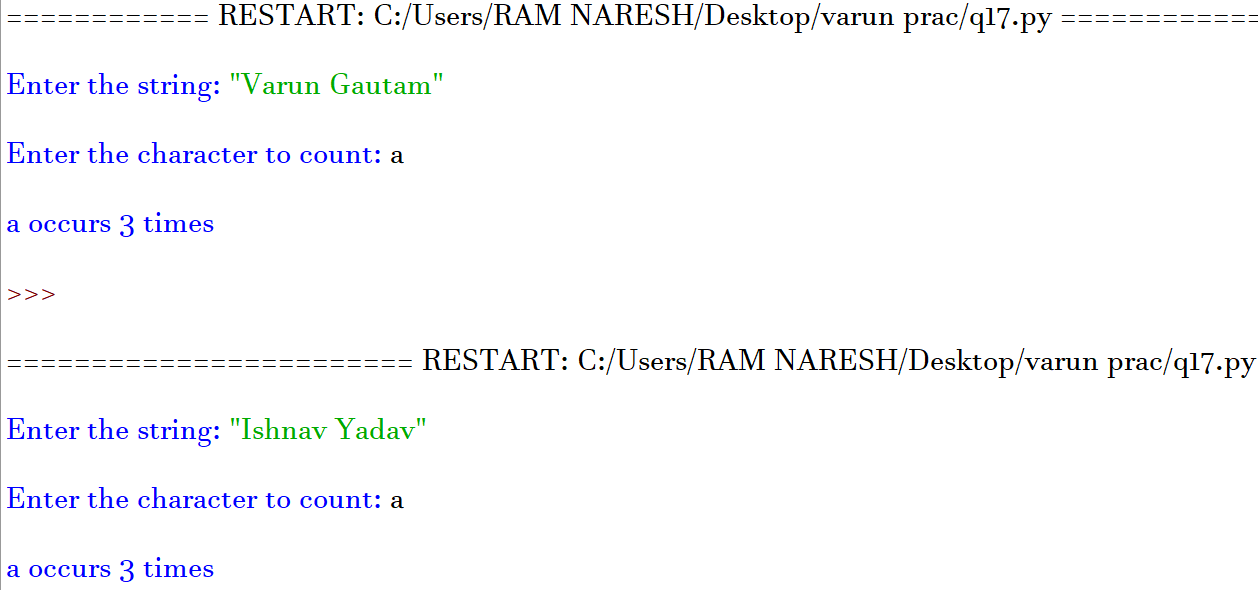 ============ RESTART: C:/Users/RAM NARESH/Desktop/varun prac/q17.py ============
Enter the string: "Varun Gautam"
Enter the character to count: a
a occurs 3 times
>>>
======================== RESTART: C:/Users/RAM NARESH/Desktop/varun prac/q17.py
Enter the string: "Ishnav Yadav"
Enter the character to count: a
a occurs 3 times